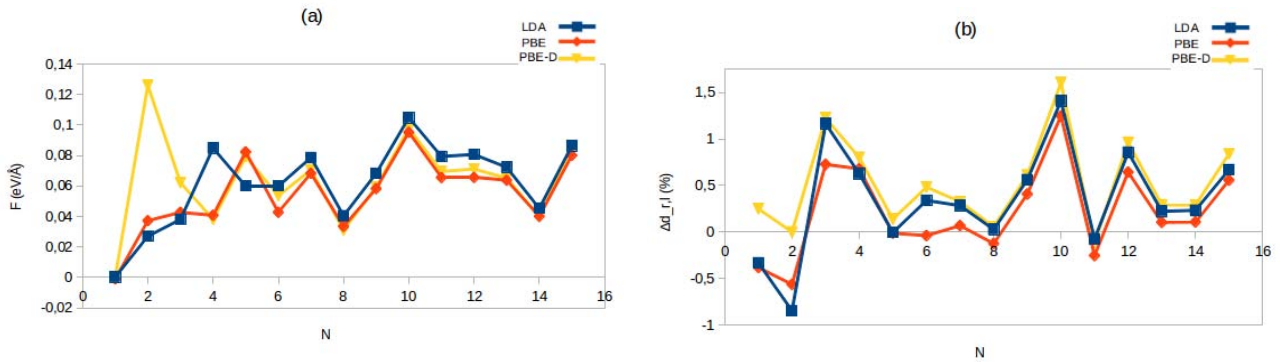 (a)
LDA
PBE
PBE-D
0,14
0,12
0,1
0,08
0,06
0,04
0,02
0
-0,02
F (eV/Å)
0 2 4 6 8 10 12 14 16
N
(b)
LDA
PBE
PBE-D
1,5
1
0,5
0
-0,5
-1
Δd_r,l (%)
0 2 4 6 8 10 12 14 16
N